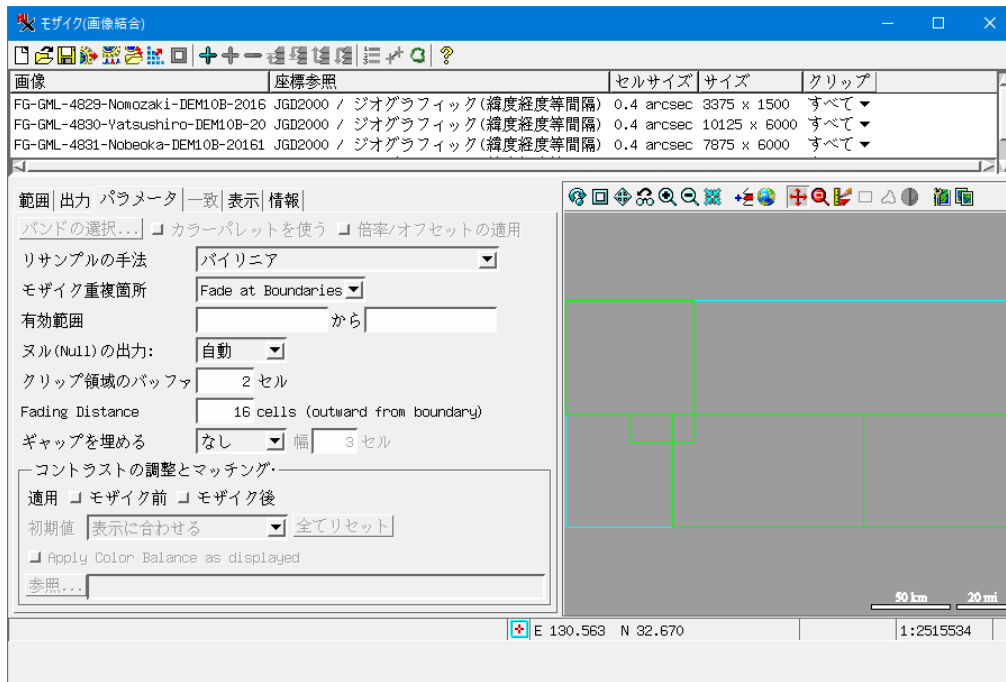 モザイク(画像結合)
画像 座標参照 セルサイズ サイズ クリップ
FG-GML-4829-Nomozaki-DEM10B-2016 JGD2000 / ジオグラフィック(緯度経度等間隔) 0.4 arcsec 3375 x 1500 すべて
FG-GML-4830-Yatsushiro-DEM10B-20 JGD2000 / ジオグラフィック(緯度経度等間隔) 0.4 arcsec 10125 x 6000 すべて
FG-GML-4831-Nobeoka-DEM10B-20161 JGD2000 / ジオグラフィック(緯度経度等間隔) 0.4 arcsec 7875 x 6000 すべて
範囲 出力 パラメータ 一致 表示 情報
バンドの選択... カラーパレットを使う 倍率/オフセットの適用
リサンプルの手法 バイリニア
モザイク重複箇所 Fade at Boundaries
有効範囲 から
ヌル(Null)の出力: 自動
クリップ領域のバッファ 2 セル
Fading Distance 16 cells (outward from boundary)
ギャップを埋める なし 幅 3 セル
コントラストの調整とマッチング
適用 モザイク前 モザイク後
初期値 表示に合わせる 全てリセット
Apply Color Balance as displayed
参照...
50 km 20 mi
E 130.563 N 32.670 1:2515534